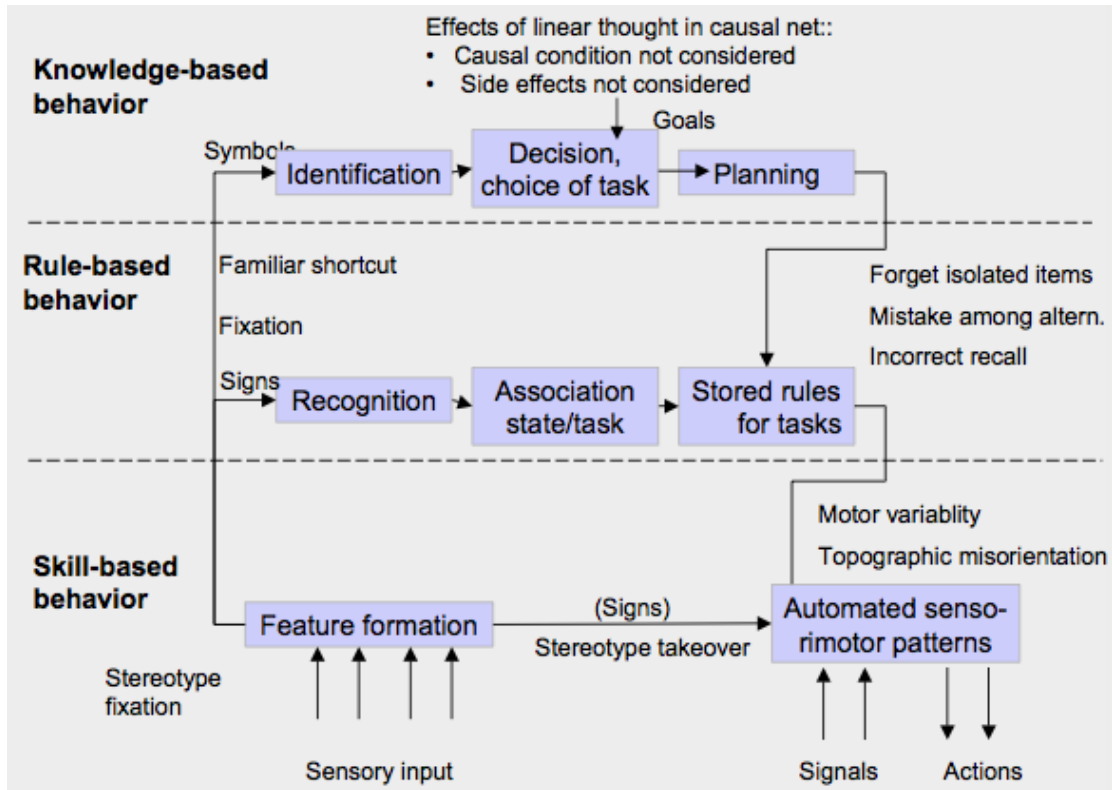 Effects of linear thought in causal net::
• Causal condition not considered
• Side effects not considered
Knowledge-based
behavior
Goals
Symbols
Identification
Decision,
choice of task
Planning
Rule-based
behavior
Familiar shortcut
Fixation
Forget isolated items
Mistake among altern.
Incorrect recall
Signs
Recognition
Association
state/task
Stored rules
for tasks
Motor variablity
Topographic misorientation
Skill-based
behavior
Feature formation
(Signs)
Stereotype takeover
Automated senso-
rimotor patterns
Stereotype
fixation
Sensory input
Signals
Actions